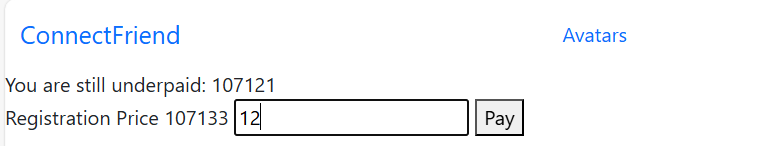 ConnectFriend Avatars
You are still underpaid: 107121
Registration Price 107133 12 Pay